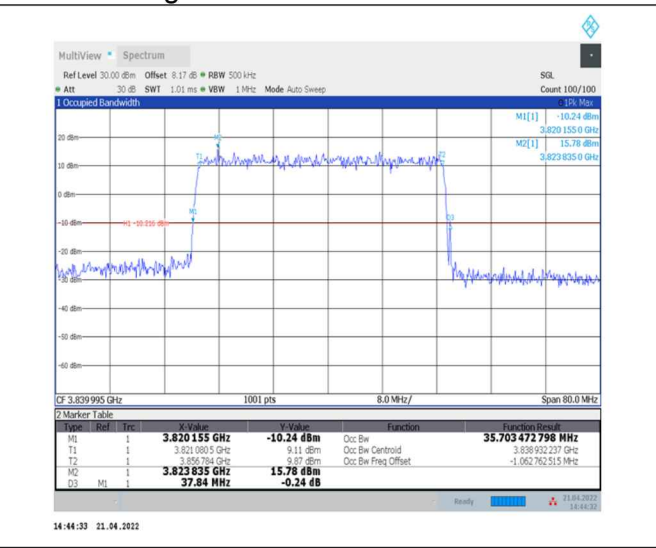 MultiView Spectrum
Ref Level 30.00 dBm Offset 8.17 dB RBW 500 kHz SGL
Att 30 dB SWT 1.01 ms VBW 1 MHz Mode Auto Sweep Count 100/100
1 Occupied Bandwidth 1Pk Max
M1[1] -10.24 dBm
3.820 155 0 GHz
M2[1] 15.78 dBm
3.823 835 0 GHz
20 dBm
M2
T1
T2
10 dBm
0 dBm
M1
D3
-10 dBm H1 -10.216 dBm
-20 dBm
-30 dBm
-40 dBm
-50 dBm
-60 dBm
CF 3.839 995 GHz 1001 pts 8.0 MHz/ Span 80.0 MHz
2 Marker Table
Type Ref Trc X-Value Y-Value Function Function Result
M1 1 3.820 155 GHz -10.24 dBm Occ Bw 35.703 472 798 MHz
T1 1 3.821 080 5 GHz 9.11 dBm Occ Bw Centroid 3.838 932 237 GHz
T2 1 3.856 784 GHz 9.87 dBm Occ Bw Freq Offset -1.062 762 515 MHz
M2 1 3.823 835 GHz 15.78 dBm
D3 M1 1 37.84 MHz -0.24 dB
Ready 21.04.2022
14:44:32
14:44:33 21.04.2022